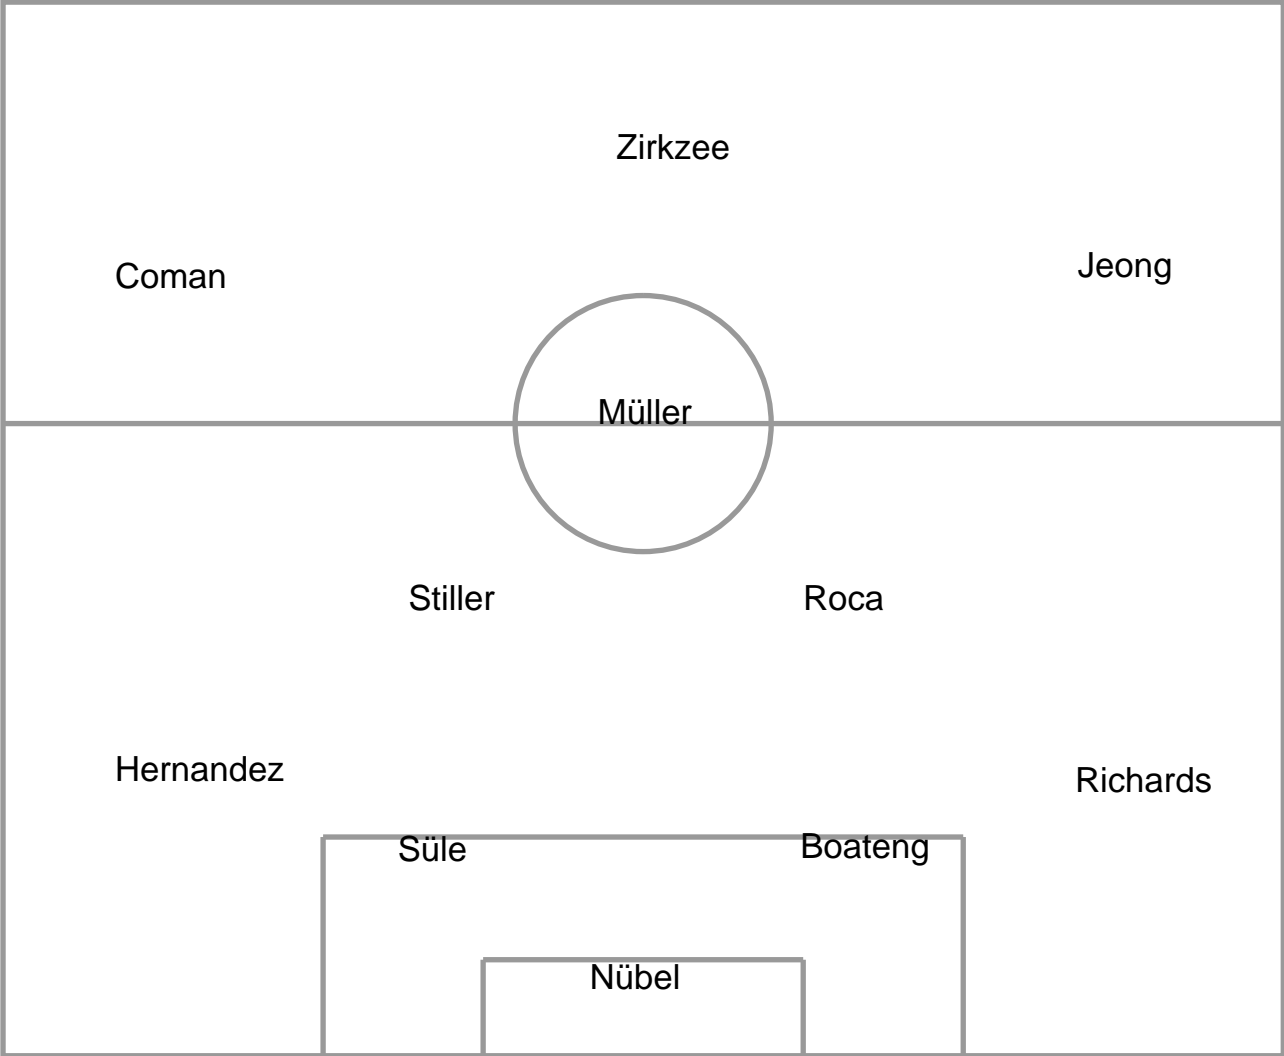 Zirkzee
Coman
Jeong
Müller
Stiller
Roca
Hernandez
Richards
Süle
Boateng
Nübel